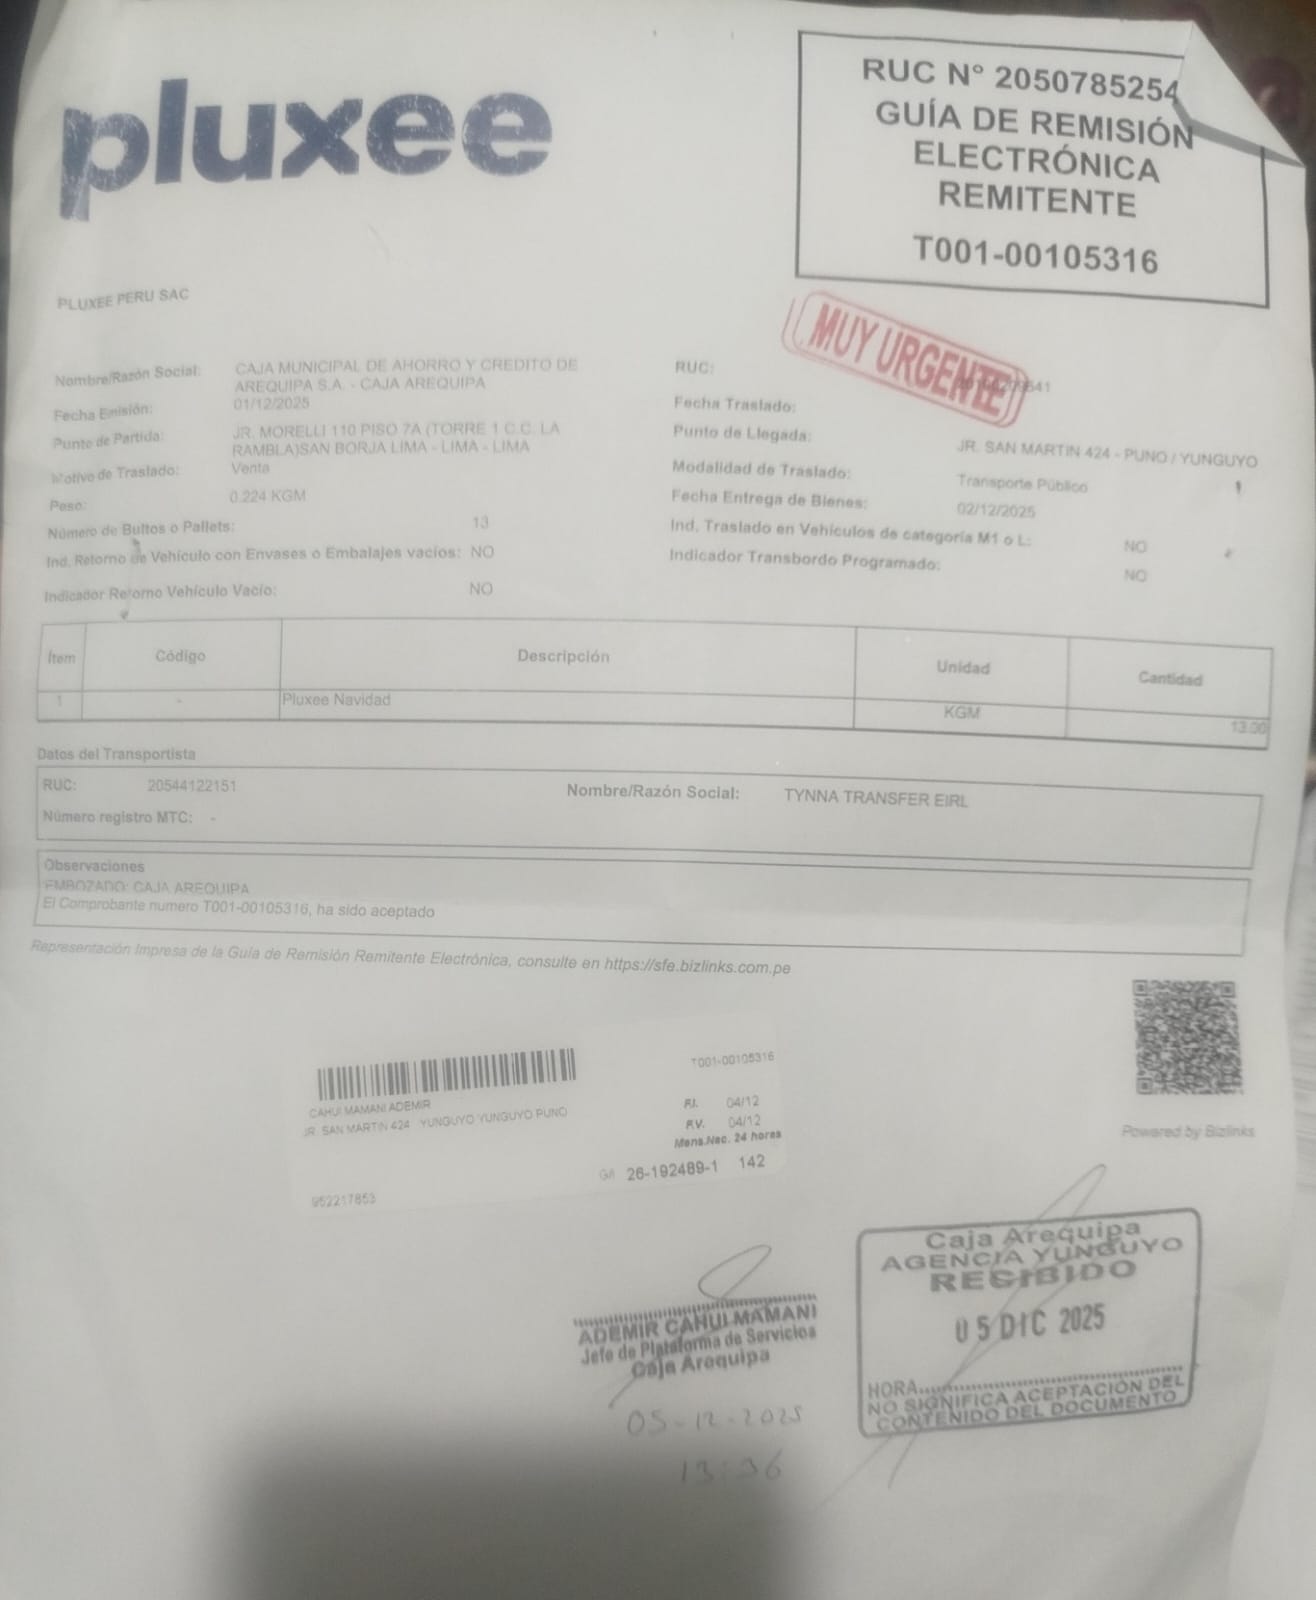 pluxee
RUC N° 2050785254
GUÍA DE REMISIÓN
ELECTRÓNICA
REMITENTE
T001-00105316
PLUXEE PERU SAC
MUY URGENTE
Nombre/Razón Social: CAJA MUNICIPAL DE AHORRO Y CREDITO DE
AREQUIPA S.A. - CAJA AREQUIPA
Fecha Emisión: 01/12/2025
Punto de Partida: JR. MORELLI 110 PISO 7A (TORRE 1 C.C. LA
RAMBLA)SAN BORJA LIMA - LIMA - LIMA
Motivo de Traslado: Venta
Peso: 0.224 KGM
Número de Bultos o Pallets: 13
Ind. Retorno de Vehículo con Envases o Embalajes vacíos: NO
Indicador Retorno Vehículo Vacío: NO
RUC:
Fecha Traslado:
Punto de Llegada: JR. SAN MARTIN 424 - PUNO / YUNGUYO
Modalidad de Traslado: Transporte Público
Fecha Entrega de Bienes: 02/12/2025
Ind. Traslado en Vehículos de categoría M1 o L: NO
Indicador Transbordo Programado: NO
Ítem Código Descripción Unidad Cantidad
1 - Pluxee Navidad KGM 13.00
Datos del Transportista
RUC: 20544122151 Nombre/Razón Social: TYNNA TRANSFER EIRL
Número registro MTC: -
Observaciones
EMBOZADO: CAJA AREQUIPA
El Comprobante numero T001-00105316, ha sido aceptado
Representación Impresa de la Guía de Remisión Remitente Electrónica, consulte en https://sfe.bizlinks.com.pe
T001-00105316
CAHUI MAMANI ADEMIR
JR. SAN MARTIN 424 YUNGUYO YUNGUYO PUNO
F.I. 04/12
F.V. 04/12
Mens.Nac. 24 horas
G/I 26-192489-1 142
952217853
Powered by Bizlinks
ADEMIR CAHUI MAMANI
Jefe de Plataforma de Servicios
Caja Arequipa
05-12-2025
13:36
Caja Arequipa
AGENCIA YUNGUYO
RECIBIDO
05 DIC 2025
HORA
NO SIGNIFICA ACEPTACIÓN DEL
CONTENIDO DEL DOCUMENTO